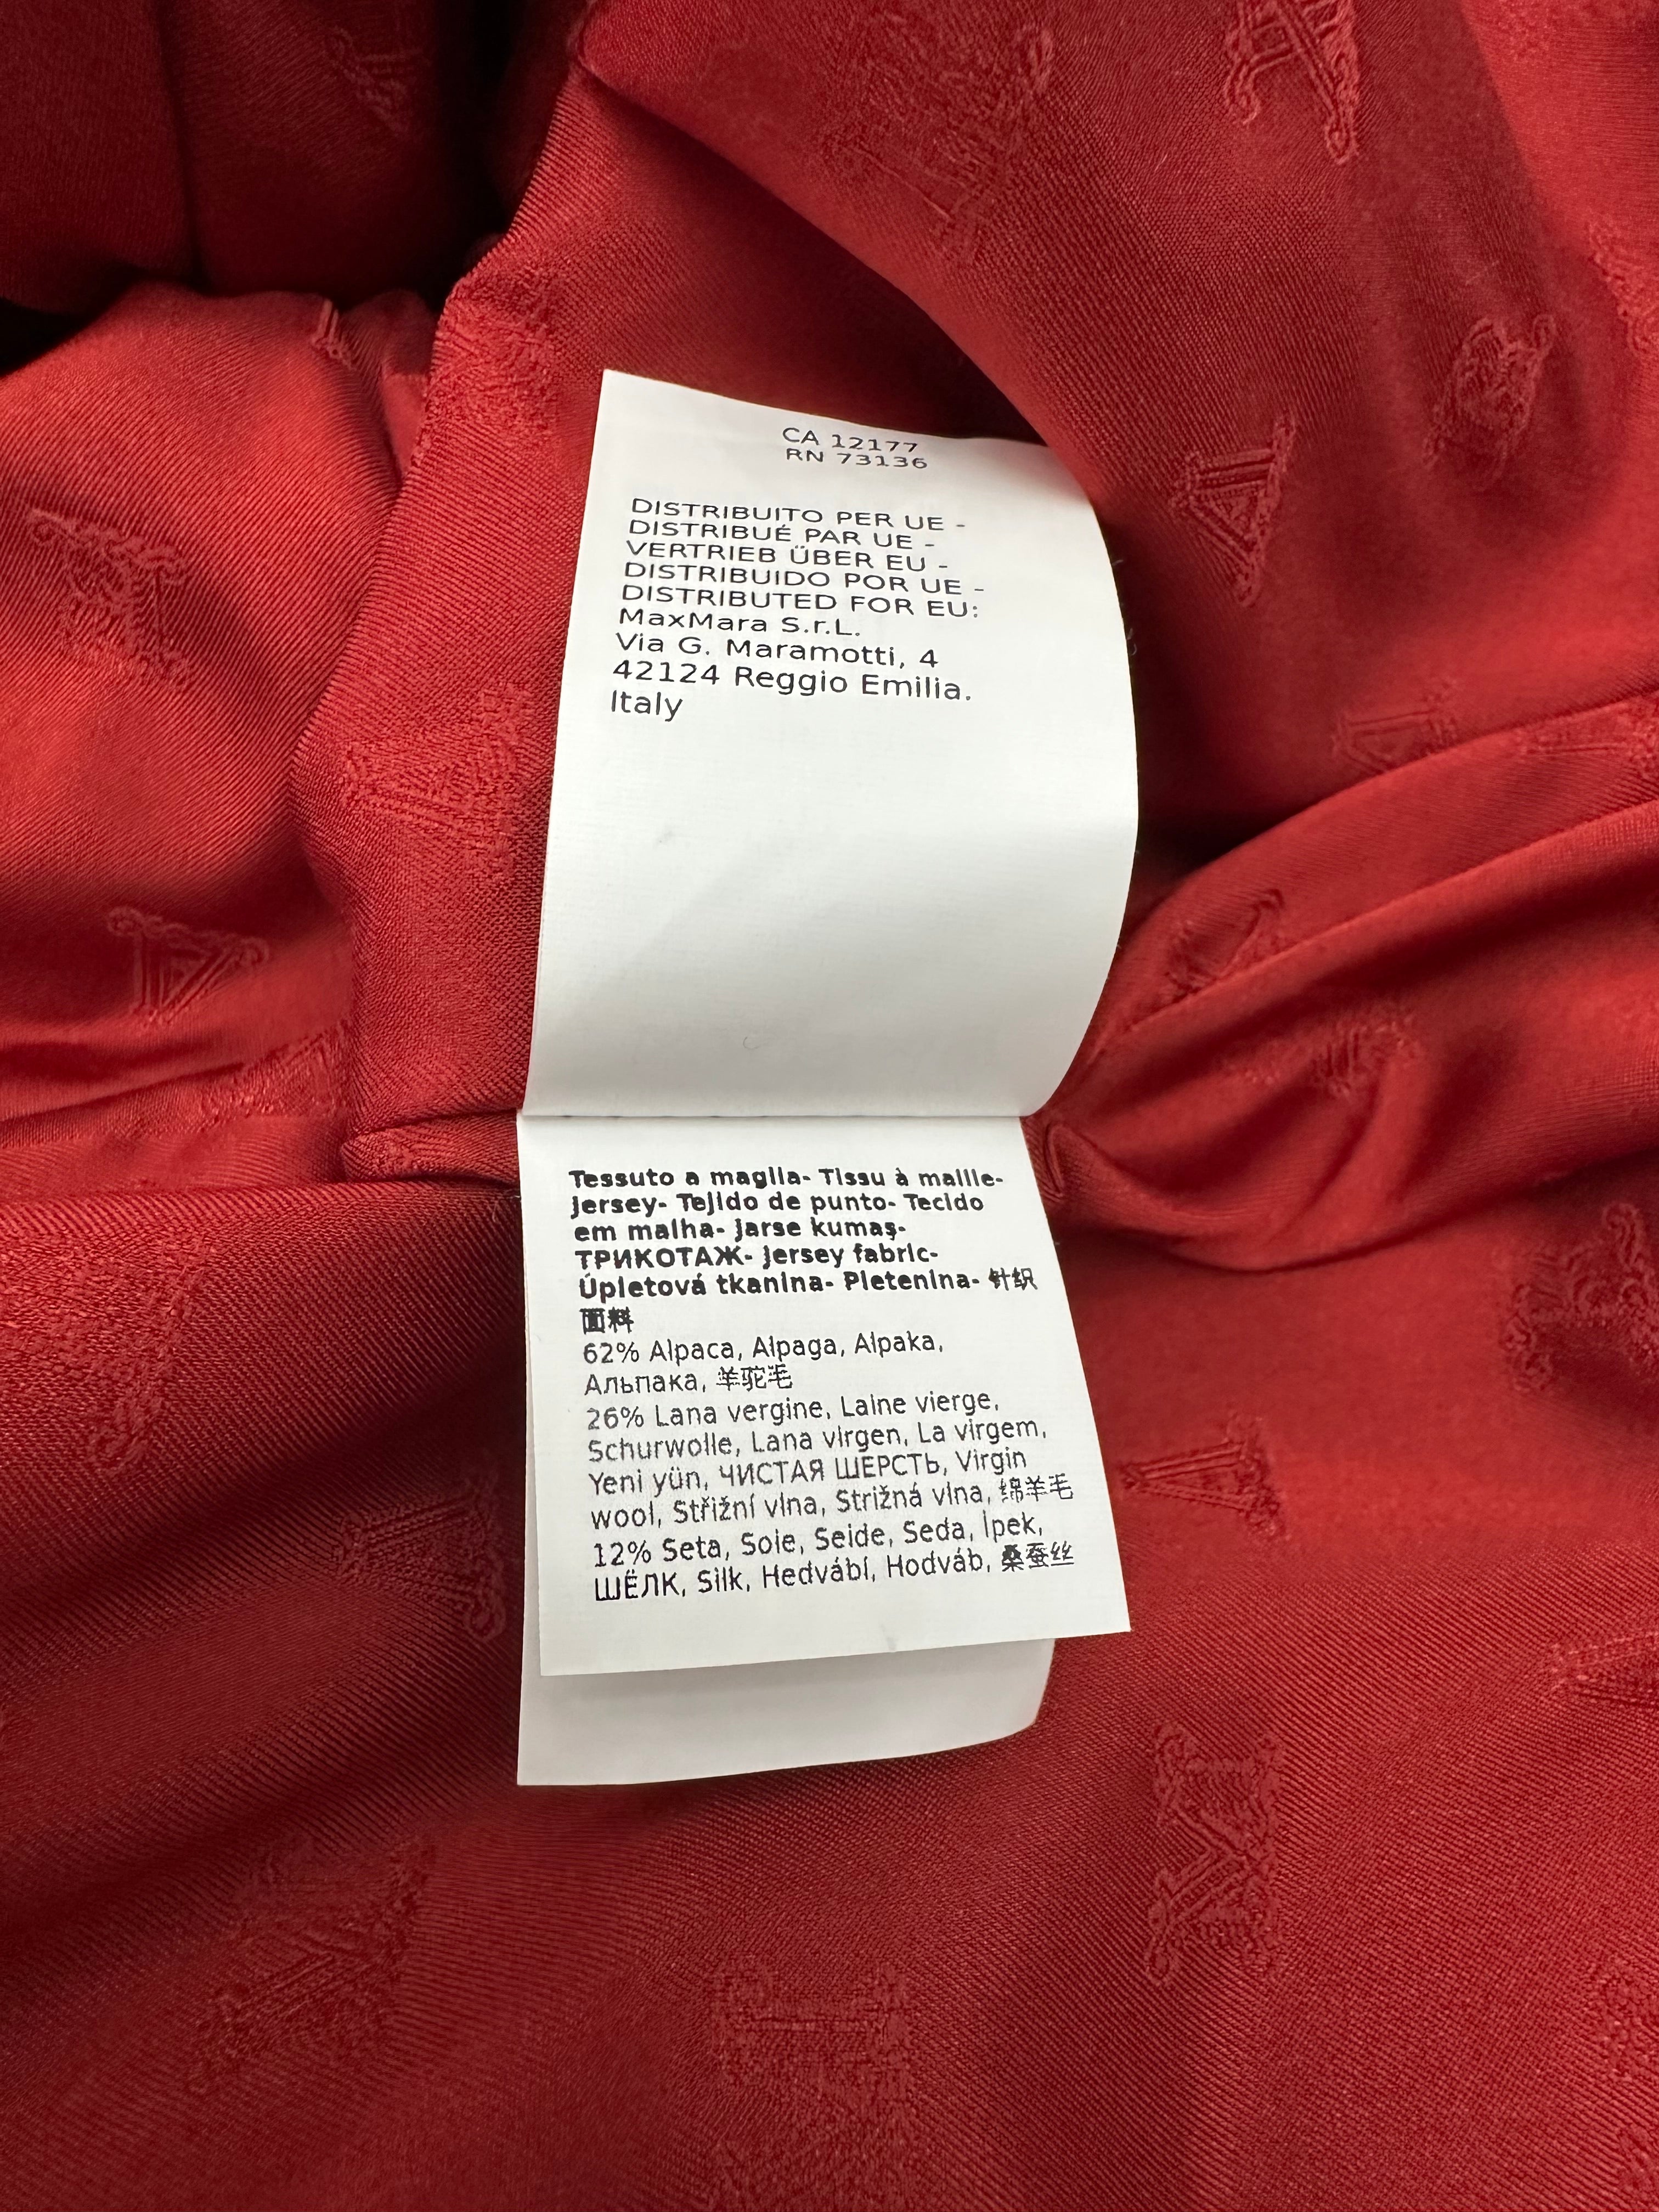 CA 12177
RN 73136
DISTRIBUITO PER UE -
DISTRIBUÉ PAR UE -
VERTRIEB ÜBER EU -
DISTRIBUIDO POR UE -
DISTRIBUTED FOR EU:
MaxMara S.r.L.
Via G. Maramotti, 4
42124 Reggio Emilia.
Italy
Tessuto a maglia- Tissu à maille-
Jersey- Tejido de punto- Tecido
em malha- Jarse kumaş-
ТРИКОТАЖ- Jersey fabric-
Úpletová tkanina- Pletenina- 针织
面料
62% Alpaca, Alpaga, Alpaka,
Альпака, 羊驼毛
26% Lana vergine, Laine vierge,
Schurwolle, Lana virgen, La virgem,
Yeni yün, ЧИСТАЯ ШЕРСТЬ, Virgin
wool, Střižní vlna, Strižná vlna, 绵羊毛
12% Seta, Soie, Seide, Seda, İpek,
ШЁЛК, Silk, Hedvábí, Hodváb, 桑蚕丝